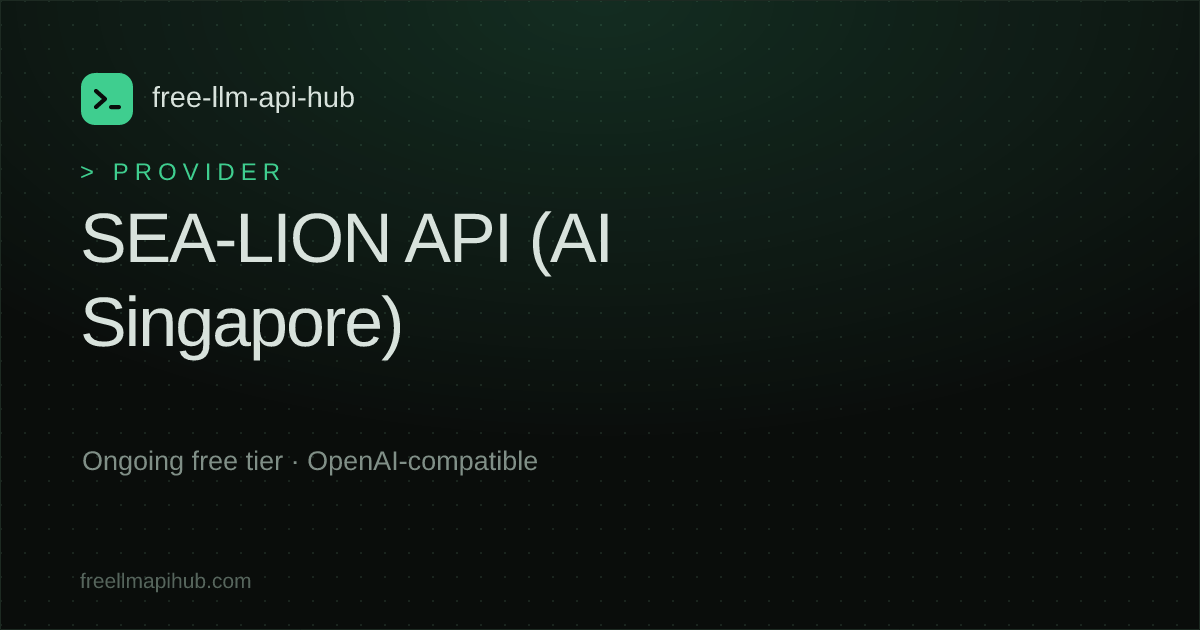 free-llm-api-hub
> PROVIDER
SEA-LION API (AI
Singapore)
Ongoing free tier · OpenAI-compatible
freellmapihub.com